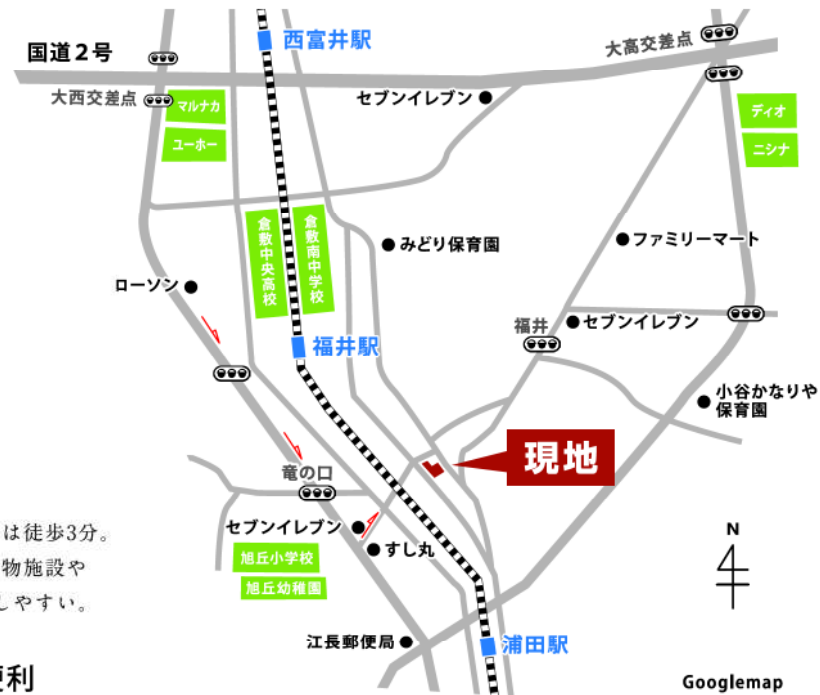 西富井駅
国道2号
大高交差点
大西交差点
マルナカ
セブンイレブン
ディオ
ユーホー
ニシナ
倉敷中央高校
倉敷南中学校
みどり保育園
ファミリーマート
ローソン
福井
セブンイレブン
福井駅
小谷かなりや
保育園
現地
竜の口
セブンイレブン
すし丸
旭丘小学校
旭丘幼稚園
は徒歩3分。
物施設や
しやすい。
N
江長郵便局
浦田駅
便利
Googlemap